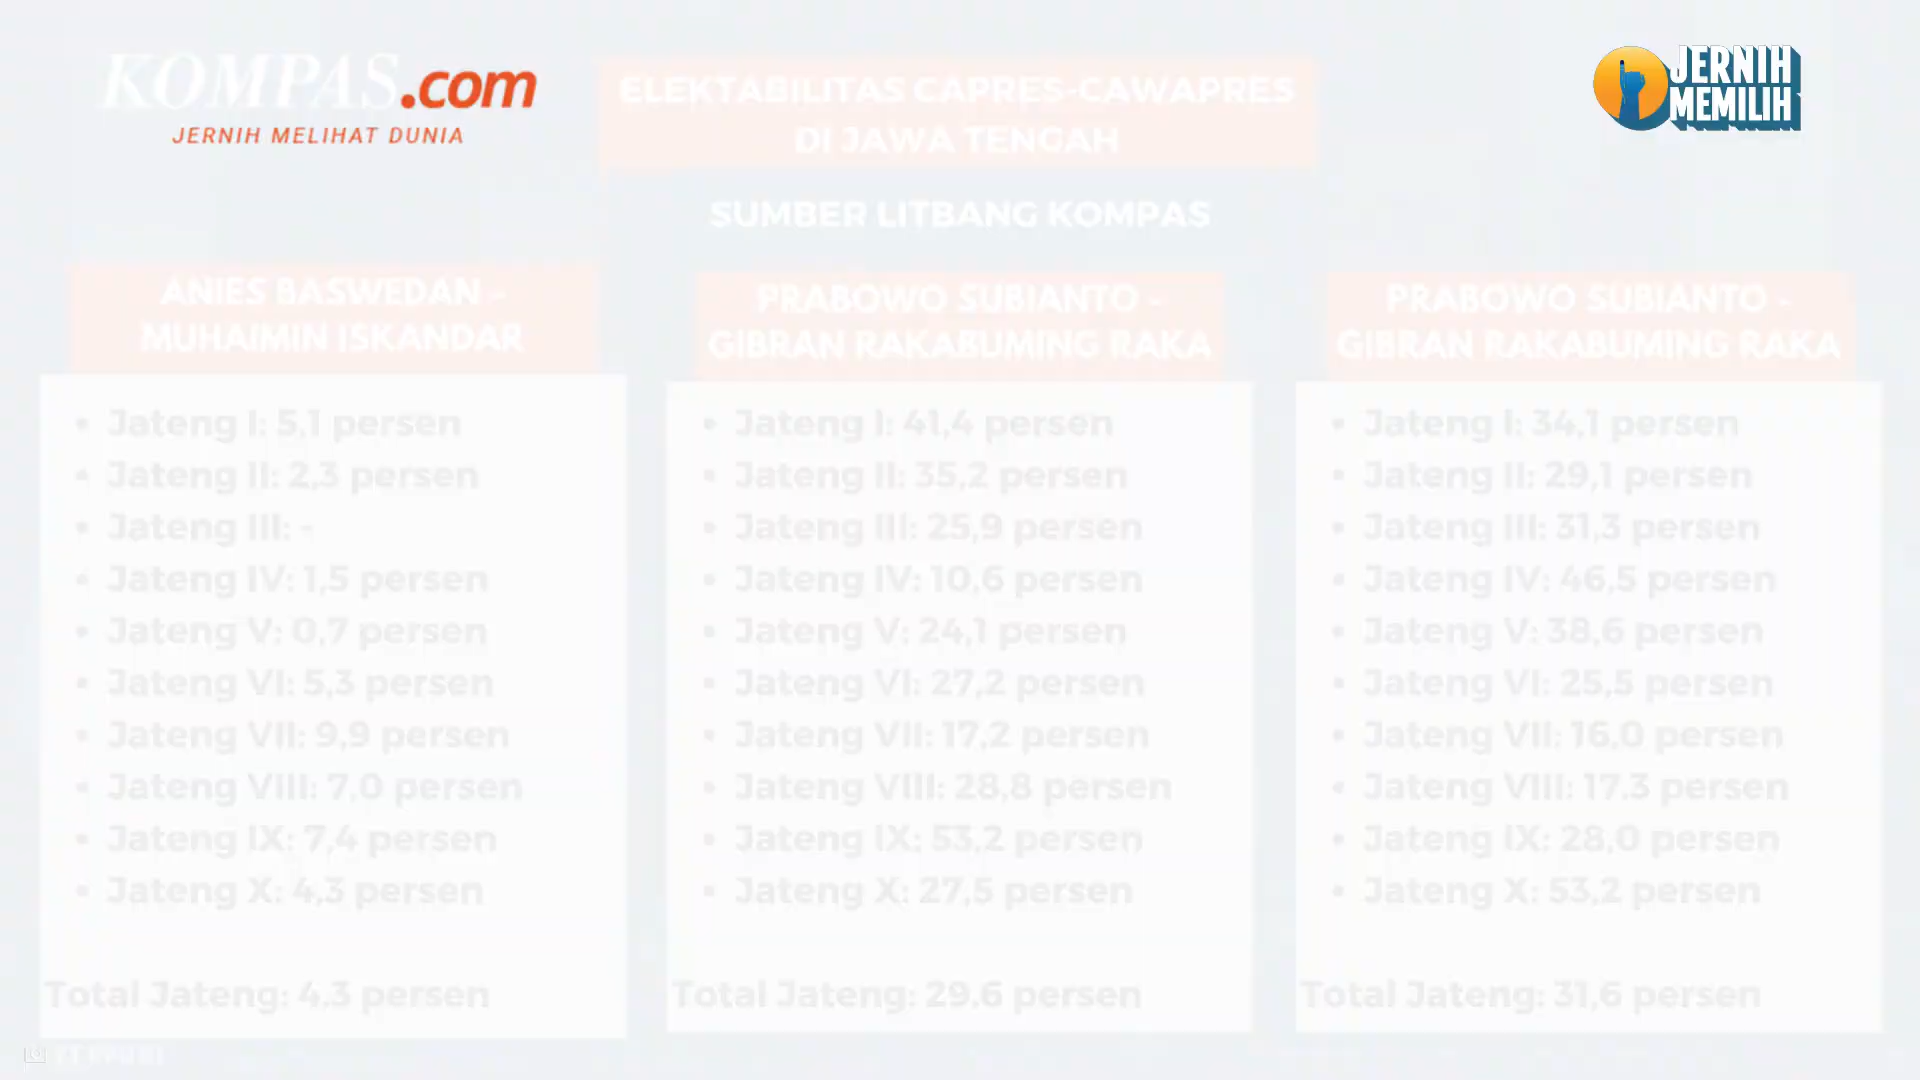 KOMPAS.com
JERNIH MELIHAT DUNIA
ELEKTABILITAS CAPRES-CAWAPRES
DI JAWA TENGAH
SUMBER LITBANG KOMPAS
JERNIH
MEMILIH
ANIES BASWEDAN -
MUHAIMIN ISKANDAR
Jateng I: 5,1 persen
Jateng II: 2,3 persen
Jateng III: -
Jateng IV: 1,5 persen
Jateng V: 0,7 persen
Jateng VI: 5,3 persen
Jateng VII: 9,9 persen
Jateng VIII: 7,0 persen
Jateng IX: 7,4 persen
Jateng X: 4,3 persen
Total Jateng: 4,3 persen
PRABOWO SUBIANTO -
GIBRAN RAKABUMING RAKA
Jateng I: 41,4 persen
Jateng II: 35,2 persen
Jateng III: 25,9 persen
Jateng IV: 10,6 persen
Jateng V: 24,1 persen
Jateng VI: 27,2 persen
Jateng VII: 17,2 persen
Jateng VIII: 28,8 persen
Jateng IX: 53,2 persen
Jateng X: 27,5 persen
Total Jateng: 29.6 persen
PRABOWO SUBIANTO -
GIBRAN RAKABUMING RAKA
Jateng I: 34,1 persen
Jateng II: 29,1 persen
Jateng III: 31,3 persen
Jateng IV: 46,5 persen
Jateng V: 38,6 persen
Jateng VI: 25,5 persen
Jateng VII: 16,0 persen
Jateng VIII: 17.3 persen
Jateng IX: 28,0 persen
Jateng X: 53,2 persen
Total Jateng: 31,6 persen